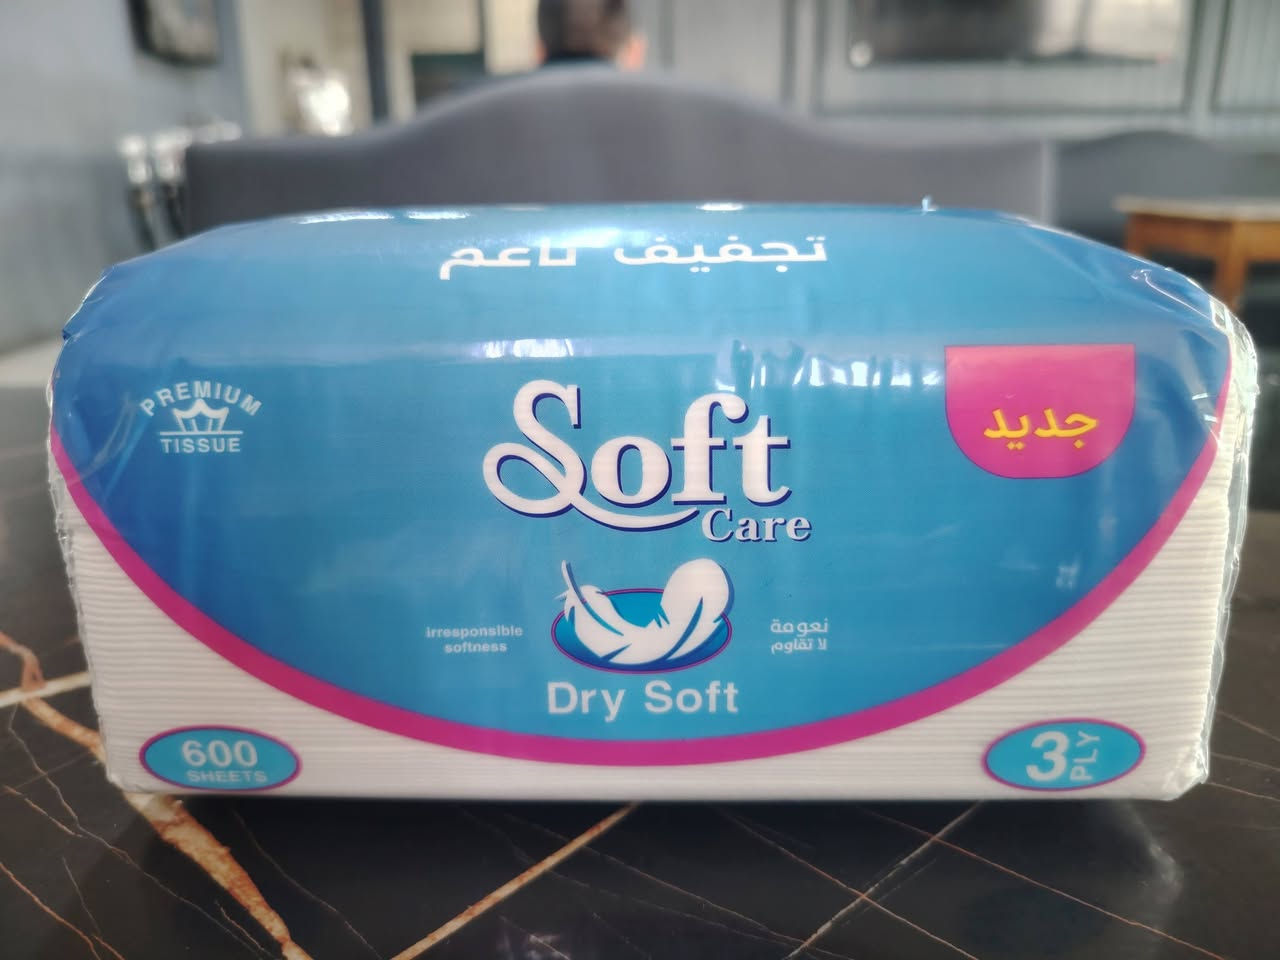 تجفيف ناعم
PREMIUM
TISSUE
Soft
Care
جديد
irresponsible
softness
نعومة
لا تقاوم
Dry Soft
600
SHEETS
3
PLY